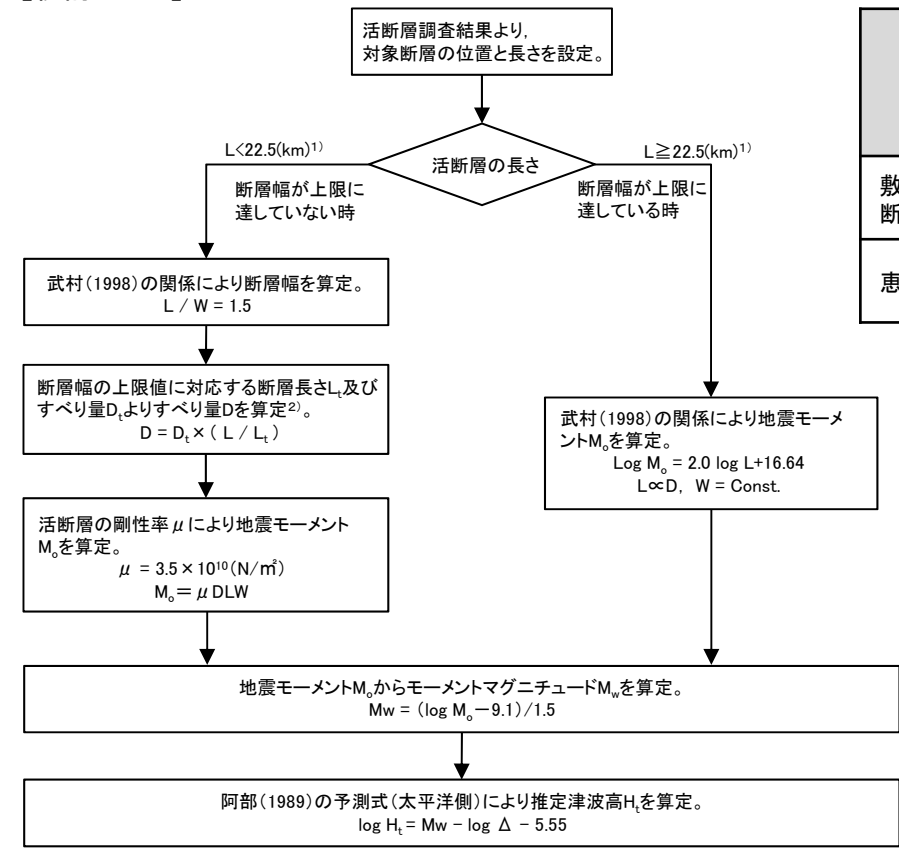 活断層調査結果より,
対象断層の位置と長さを設定。
活断層の長さ
L<22.5(km)1)
断層幅が上限に
達していない時
L≧22.5(km)1)
断層幅が上限に
達している時
武村(1998)の関係により断層幅を算定。
L / W = 1.5
断層幅の上限値に対応する断層長さLt及び
すべり量DtよりすべりDを算定2)。
D = Dt × ( L / Lt )
活断層の剛性率μにより地震モーメント
Moを算定。
μ = 3.5 × 1010(N/㎡)
Mo = μ DLW
武村(1998)の関係により地震モーメ
ントMoを算定。
Log Mo = 2.0 log L+16.64
L∝D, W = Const.
地震モーメントMoからモーメントマグニチュードMwを算定。
Mw = (log Mo－9.1)/1.5
阿部(1989)の予測式(太平洋側)により推定津波高Htを算定。
log Ht = Mw – log Δ – 5.55
敷
断
恵